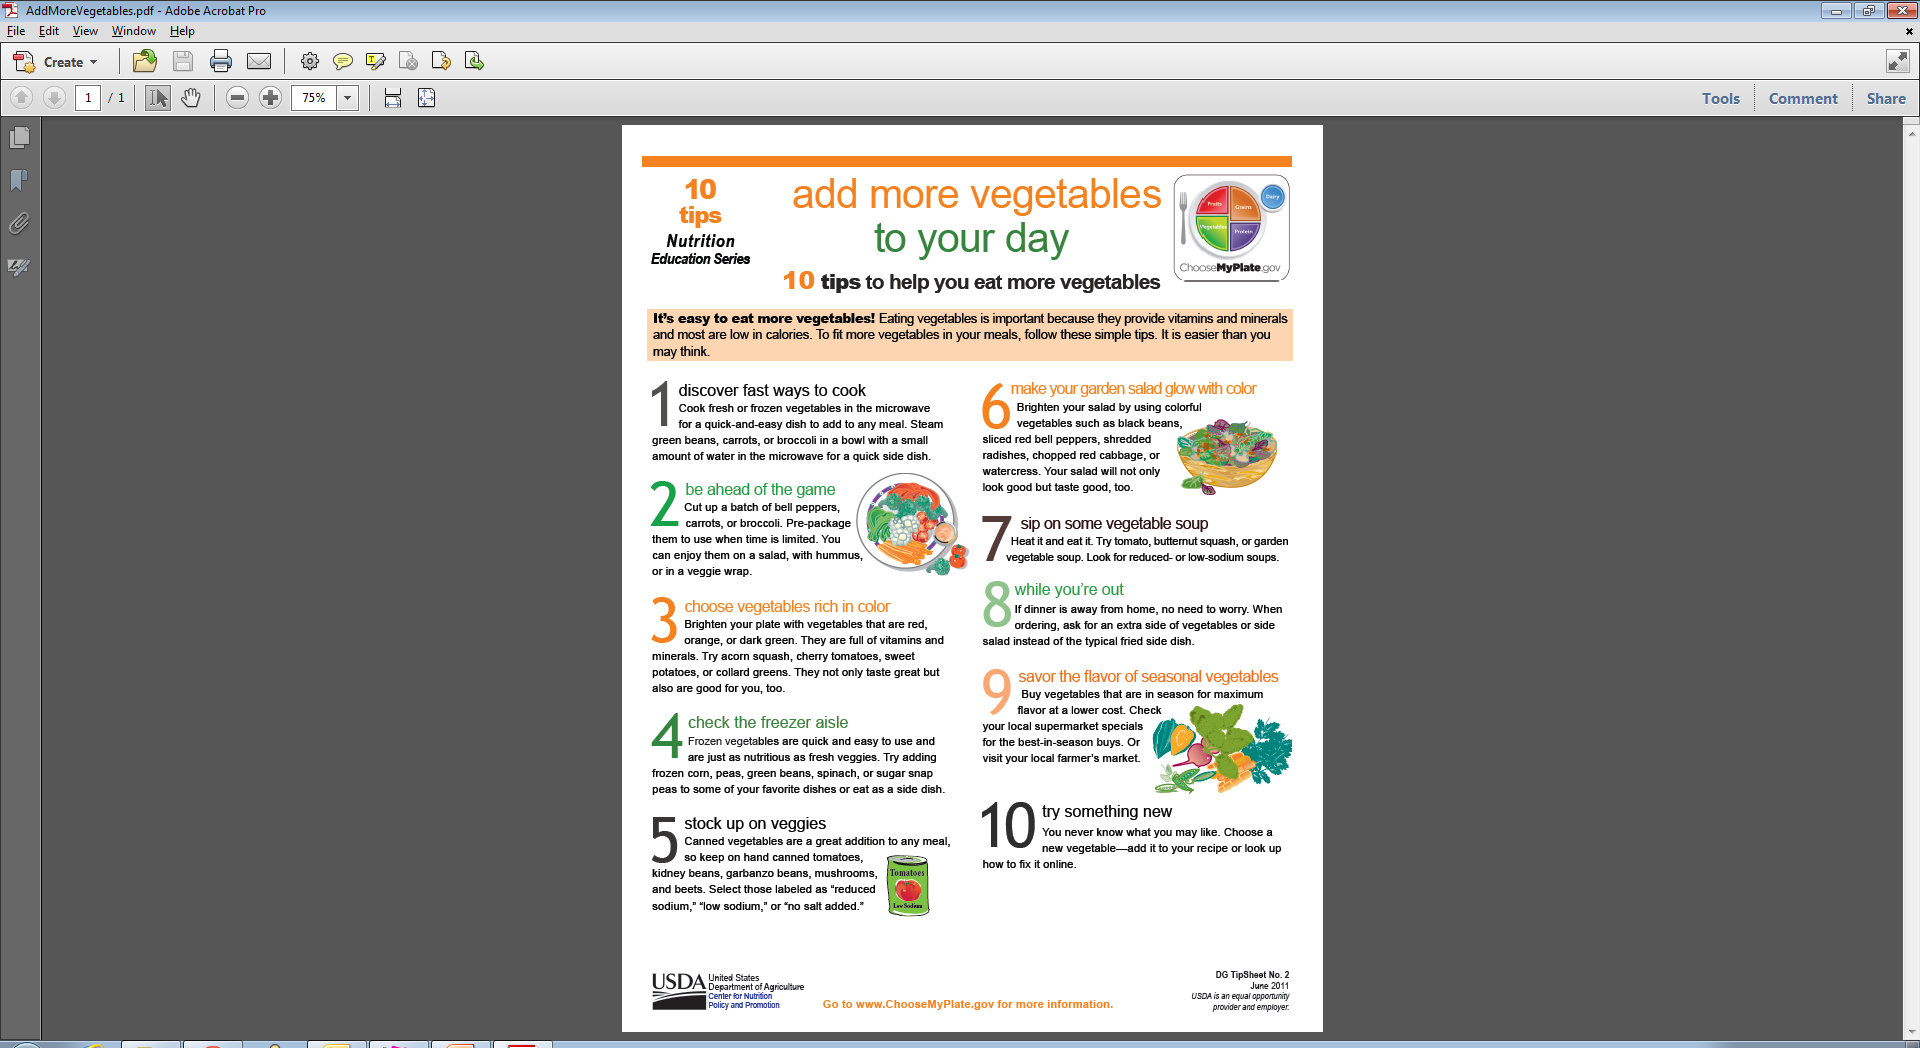 AddMoreVegetables.pdf - Adobe Acrobat Pro
File Edit View Window Help
Create
1 / 1
75%
Tools Comment Share
10
tips
Nutrition
Education Series
add more vegetables
to your day
10 tips to help you eat more vegetables
Fruits
Grains
Dairy
Vegetables
Protein
ChooseMyPlate.gov
It's easy to eat more vegetables! Eating vegetables is important because they provide vitamins and minerals
and most are low in calories. To fit more vegetables in your meals, follow these simple tips. It is easier than you
may think.
1 discover fast ways to cook
Cook fresh or frozen vegetables in the microwave
for a quick-and-easy dish to add to any meal. Steam
green beans, carrots, or broccoli in a bowl with a small
amount of water in the microwave for a quick side dish.
2 be ahead of the game
Cut up a batch of bell peppers,
carrots, or broccoli. Pre-package
them to use when time is limited. You
can enjoy them on a salad, with hummus,
or in a veggie wrap.
3 choose vegetables rich in color
Brighten your plate with vegetables that are red,
orange, or dark green. They are full of vitamins and
minerals. Try acorn squash, cherry tomatoes, sweet
potatoes, or collard greens. They not only taste great but
also are good for you, too.
4 check the freezer aisle
Frozen vegetables are quick and easy to use and
are just as nutritious as fresh veggies. Try adding
frozen corn, peas, green beans, spinach, or sugar snap
peas to some of your favorite dishes or eat as a side dish.
5 stock up on veggies
Canned vegetables are a great addition to any meal,
so keep on hand canned tomatoes,
kidney beans, garbanzo beans, mushrooms,
and beets. Select those labeled as “reduced
sodium,” “low sodium,” or “no salt added.”
Tomatoes
Low Sodium
6 make your garden salad glow with color
Brighten your salad by using colorful
vegetables such as black beans,
sliced red bell peppers, shredded
radishes, chopped red cabbage, or
watercress. Your salad will not only
look good but taste good, too.
7 sip on some vegetable soup
Heat it and eat it. Try tomato, butternut squash, or garden
vegetable soup. Look for reduced- or low-sodium soups.
8 while you’re out
If dinner is away from home, no need to worry. When
ordering, ask for an extra side of vegetables or side
salad instead of the typical fried side dish.
9 savor the flavor of seasonal vegetables
Buy vegetables that are in season for maximum
flavor at a lower cost. Check
your local supermarket specials
for the best-in-season buys. Or
visit your local farmer’s market.
10 try something new
You never know what you may like. Choose a
new vegetable—add it to your recipe or look up
how to fix it online.
USDA United States
Department of Agriculture
Center for Nutrition
Policy and Promotion
Go to www.ChooseMyPlate.gov for more information.
DG TipSheet No. 2
June 2011
USDA is an equal opportunity
provider and employer.